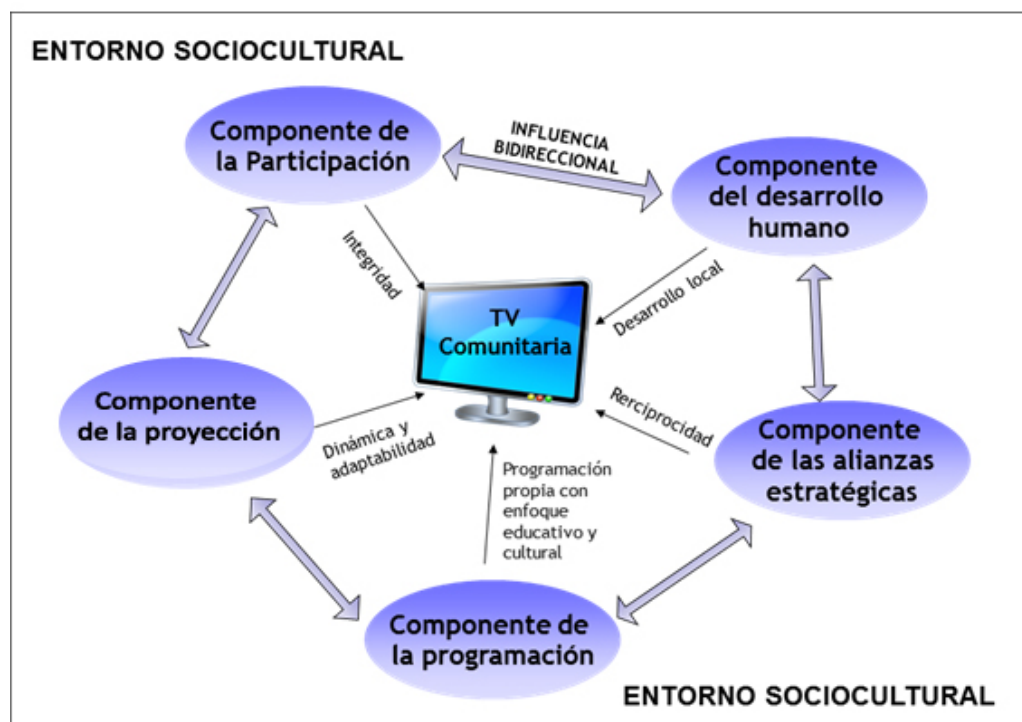 ENTORNO SOCIOCULTURAL
Componente de
la Participación
INFLUENCIA
BIDIRECCIONAL
Componente
del desarrollo
humano
Integridad
Desarrollo local
TV
Comunitaria
Componente
de la proyección
Dinámica y
adaptabilidad
Rerciprocidad
Componente
de las alianzas
estratégicas
Programación
propia con
enfoque
educativo y
cultural
Componente de
la programación
ENTORNO SOCIOCULTURAL